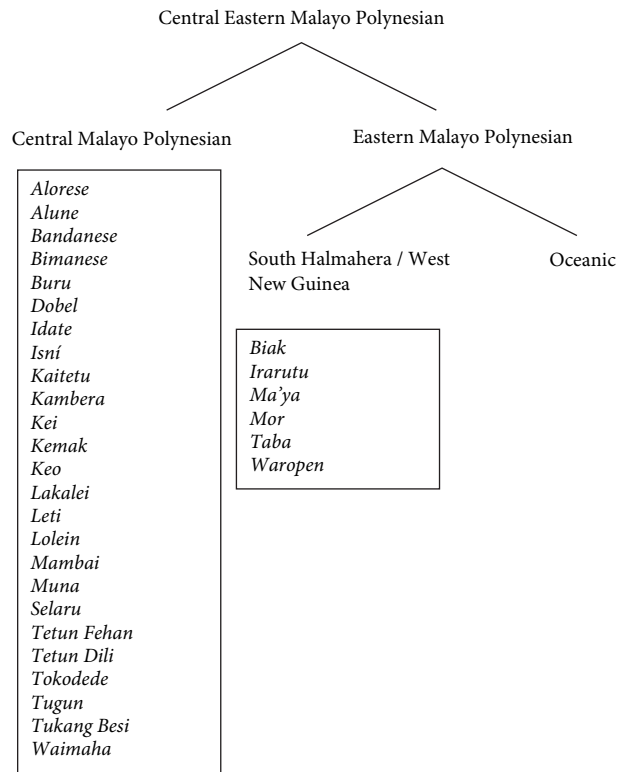 Central Eastern Malayo Polynesian
Central Malayo Polynesian
Eastern Malayo Polynesian
Alorese
Alune
Bandanese
Bimanese
Buru
Dobel
Idate
Isní
Kaitetu
Kambera
Kei
Kemak
Keo
Lakalei
Leti
Lolein
Mambai
Muna
Selaru
Tetun Fehan
Tetun Dili
Tokodede
Tugun
Tukang Besi
Waimaha
South Halmahera / West
New Guinea
Oceanic
Biak
Irarutu
Ma'ya
Mor
Taba
Waropen